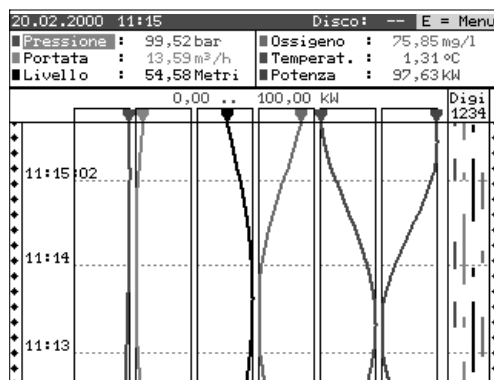 20.02.2000 11:15 Disco: -- E = Menu
Pressione : 99,52 bar Ossigeno : 75,85 mg/l
Portata : 13,59 m³/h Temperat. : 1,31 ºC
Livello : 54,58 Metri Potenza : 97,63 kW
0,00 .. 100,00 kW Digi
1234
11:15:02
11:14
11:13